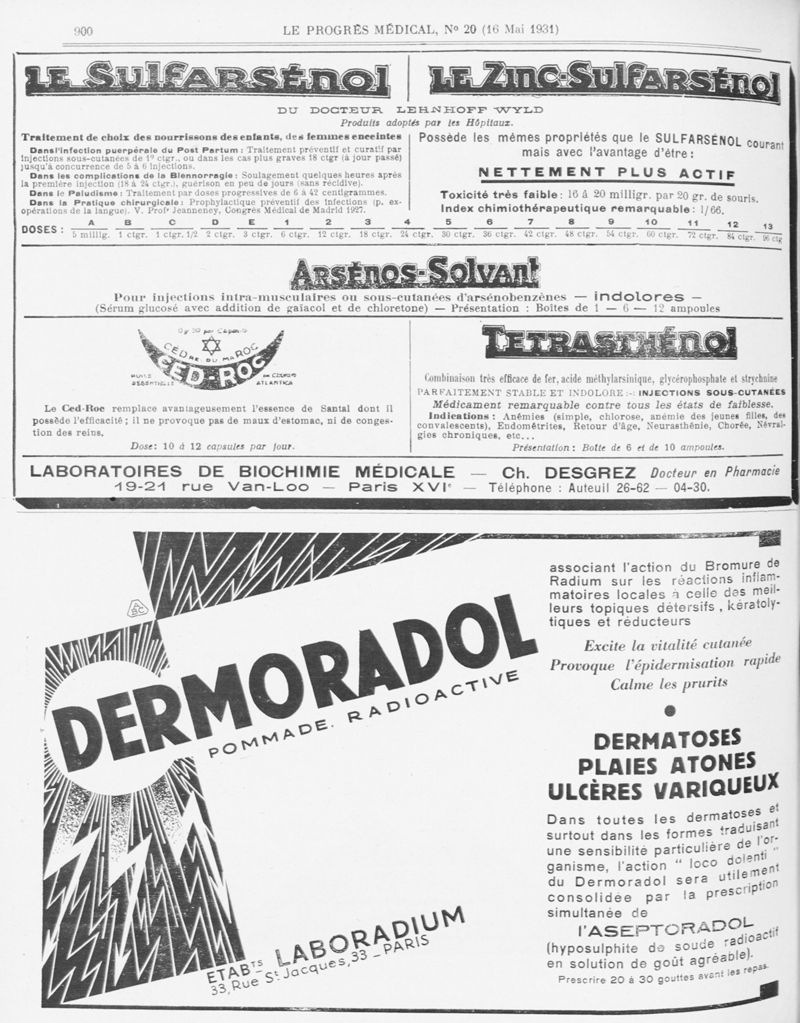 900
LE PROGRÈS MÉDICAL, No 20 (16 Mai 1931)
LE SULFARSÉNOL
LE ZINC-SULFARSÉNOL
DU DOCTEUR LEHNHOFF-WYLD
Produits adoptés par les Hôpitaux.
Traitement de choix des nourrissons des enfants, des femmes enceintes
Dans l'infection puerpérale du Post Partum : Traitement préventif et curatif par
injections sous-cutanées de 12 ctgr., ou dans les cas plus graves 18 ctgr (à jour passé)
jusqu'à concurrence de 5 à 6 injections.
Dans les complications de la Blennorragie : Soulagement quelques heures après
la première injection (18 à 24 ctgr.), guérison en peu de jours (sans récidive).
Dans le Paludisme : Traitement par doses progressives de 6 à 42 centigrammes.
Dans la Pratique chirurgicale : Prophylactique préventif des infections (p. ex-
opérations de la langue). V. Profr Jeanneney, Congrès Médical de Madrid 1927.
Possède les mêmes propriétés que le SULFARSÉNOL courant
mais avec l'avantage d'être :
NETTEMENT PLUS ACTIF
Toxicité très faible : 16 à 20 milligr. par 20 gr. de souris.
Index chimiothérapeutique remarquable : 1/66.
A B C D E 1 2 3 4 5 6 7 8 9 10 11 12 13
DOSES : 5 millig. 1 ctgr. 1 ctgr. 1/2 2 ctgr. 3 ctgr. 6 ctgr. 12 ctgr. 18 ctgr. 24 ctgr. 30 ctgr. 36 ctgr. 42 ctgr. 48 ctgr. 54 ctgr. 60 ctgr. 72 ctgr. 84 ctgr. 96 ctg
ARSÉNOS-SOLVANT
Pour injections intra-musculaires ou sous-cutanées d'arsénobenzènes — indolores —
(Sérum glucosé avec addition de gaïacol et de chloretone) — Présentation : Boîtes de 1 — 6 — 12 ampoules
CÈDRE DU MAROC
CED-ROC
HUILE ESSENTIELLE
ATLANTICA
Le Ced-Roc remplace avantageusement l'essence de Santal dont il
possède l'efficacité ; il ne provoque pas de maux d'estomac, ni de conges-
tion des reins.
Dose: 10 à 12 capsules par jour.
TETRASTHÉNOL
Combinaison très efficace de fer, acide méthylarsinique, glycérophosphate et strychnine
PARFAITEMENT STABLE ET INDOLORE :-: INJECTIONS SOUS-CUTANÉES
Médicament remarquable contre tous les états de faiblesse.
Indications : Anémies (simple, chlorose, anémie des jeunes filles, des
convalescents), Endométrites, Retour d'âge, Neurasthénie, Chorée, Névral-
gies chroniques, etc...
Présentation : Boîte de 6 et de 10 ampoules.
LABORATOIRES DE BIOCHIMIE MÉDICALE — Ch. DESGREZ Docteur en Pharmacie
19-21 rue Van-Loo — Paris XVIe — Téléphone : Auteuil 26-62 — 04-30.
ABC
DERMORADOL
POMMADE. RADIOACTIVE
ETABts LABORADIUM
33, Rue St Jacques, 33 _ PARIS
associant l'action du Bromure de
Radium sur les réactions inflam-
matoires locales à celle des meil-
leurs topiques détersifs, kératoly-
tiques et réducteurs
Excite la vitalité cutanée
Provoque l'épidermisation rapide
Calme les prurits
DERMATOSES
PLAIES ATONES
ULCÈRES VARIQUEUX
Dans toutes les dermatoses et
surtout dans les formes traduisant
une sensibilité particulière de l'or-
ganisme, l'action " loco dolenti "
du Dermoradol sera utilement
consolidée par la prescription
simultanée de
l'ASEPTORADOL
(hyposulphite de soude radioactif
en solution de goût agréable).
Prescrire 20 à 30 gouttes avant les repas.